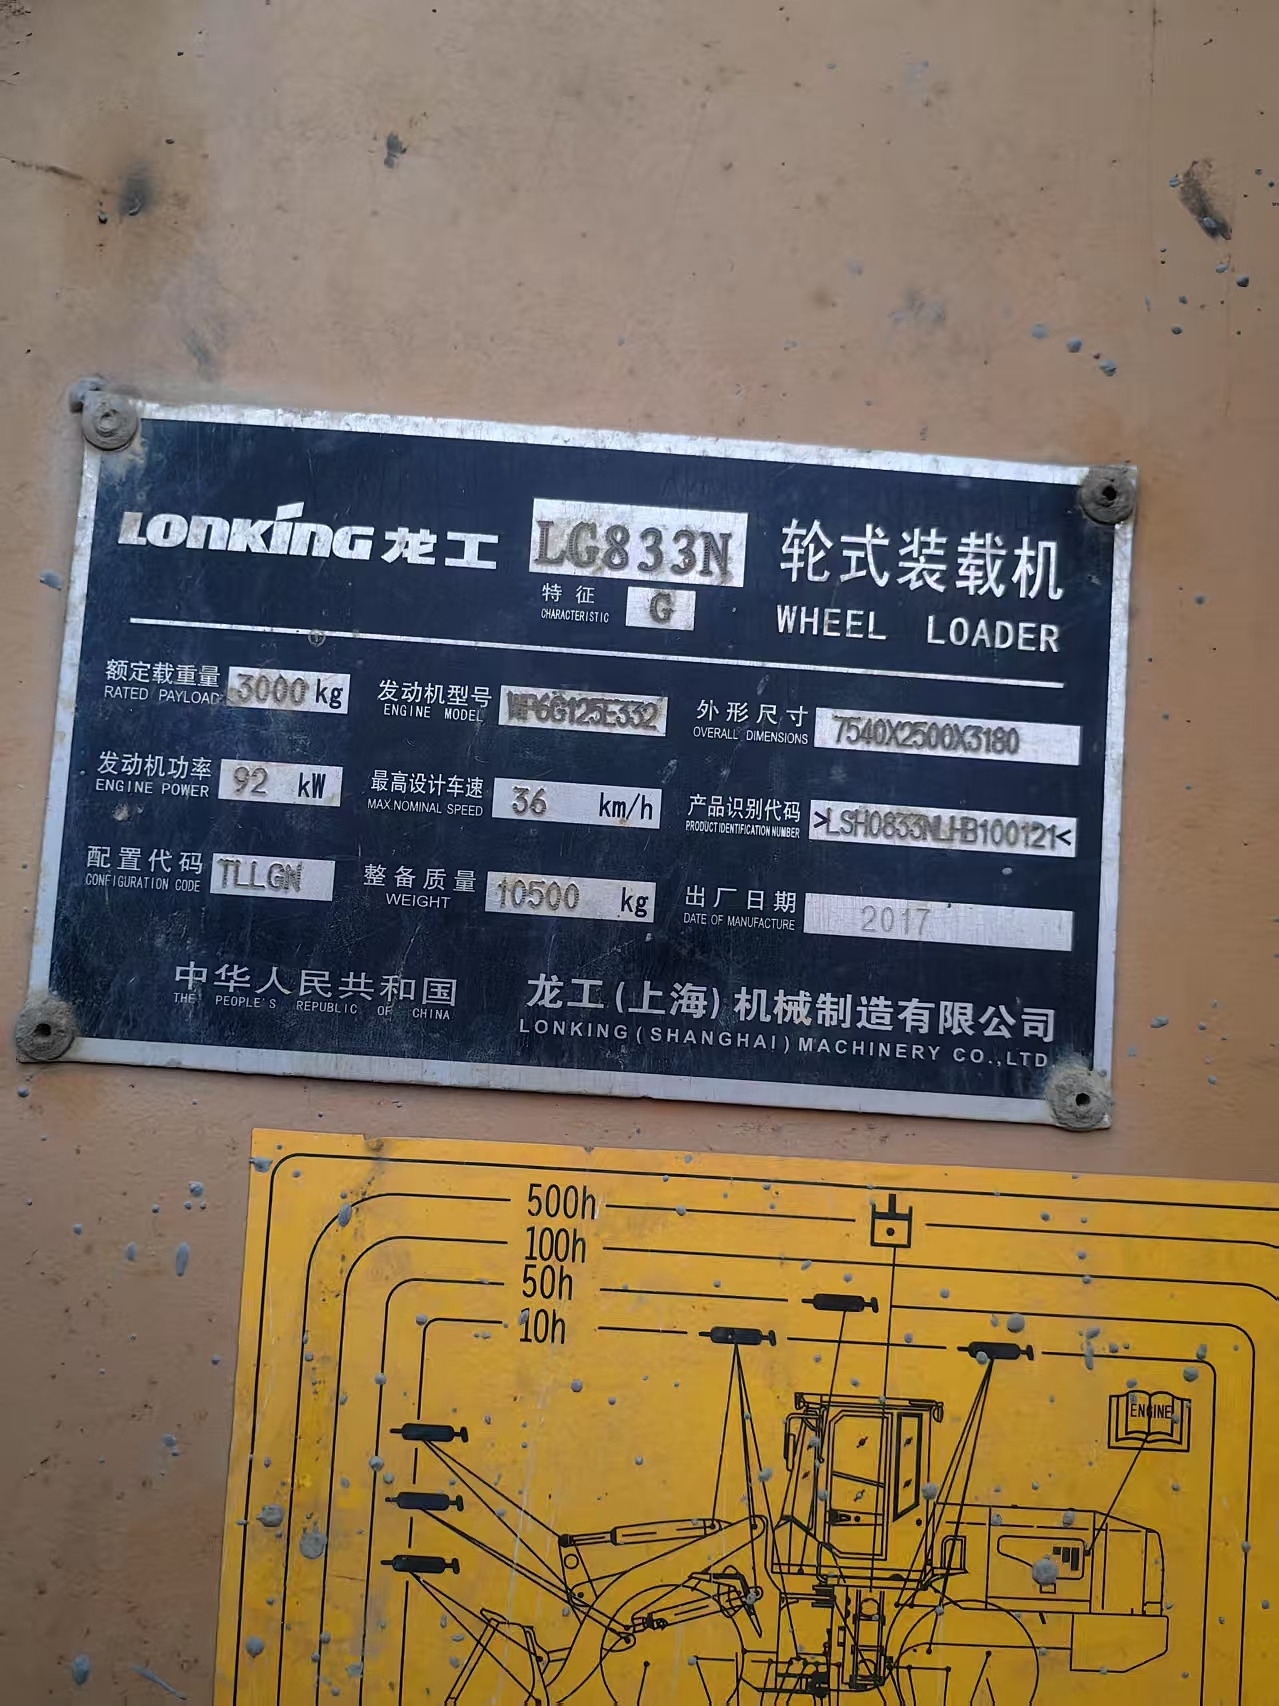 LONKING 龙工 LG833N 轮式装载机
特征 G
CHARACTERISTIC
WHEEL LOADER
额定载重量 3000 kg
RATED PAYLOAD
发动机型号 WP6G125E332
ENGINE MODEL
外形尺寸 7540X2500X3180
OVERALL DIMENSIONS
发动机功率 92 kW
ENGINE POWER
最高设计车速 36 km/h
MAX.NOMINAL SPEED
产品识别代码 >LSH0833NLHB100121<
PRODUCT IDENTIFICATION NUMBER
配置代码 TLLGN
CONFIGURATION CODE
整备质量 10500 kg
WEIGHT
出厂日期 2017
DATE OF MANUFACTURE
中华人民共和国
THE PEOPLE'S REPUBLIC OF CHINA
龙工(上海)机械制造有限公司
LONKING (SHANGHAI) MACHINERY CO.,LTD
500h
100h
50h
10h
ENGINE